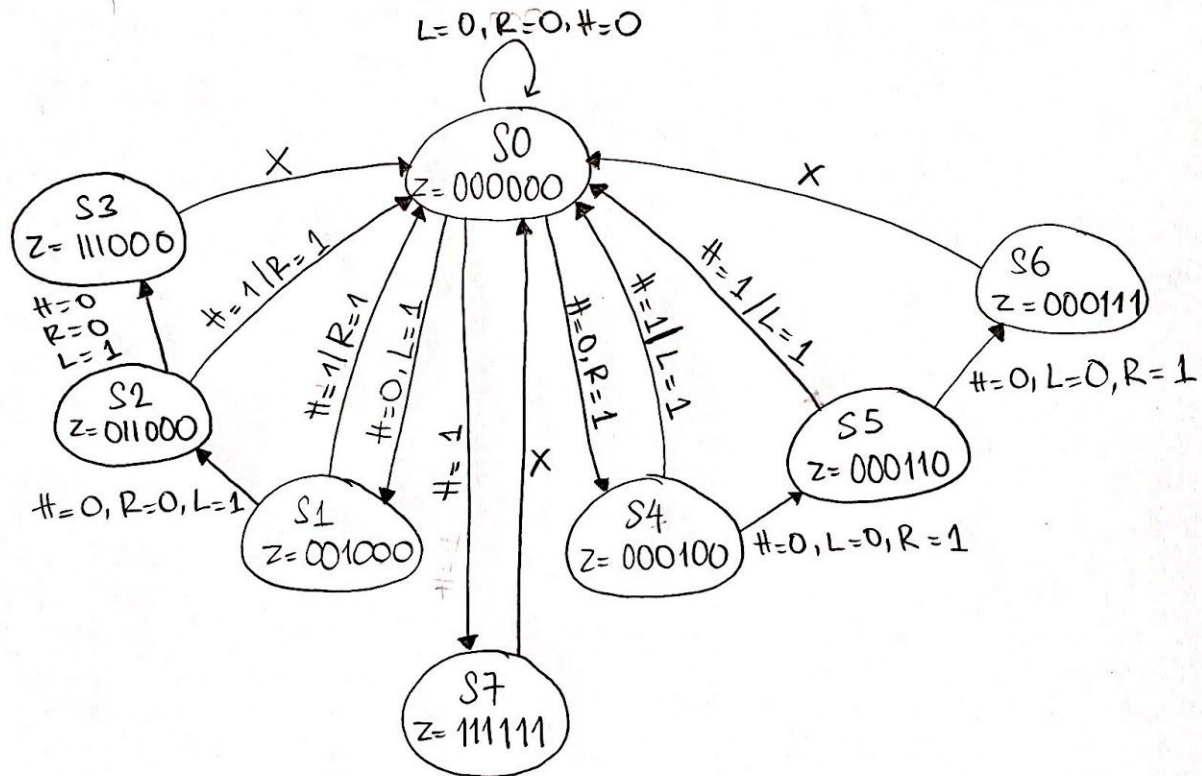 L=0, R=0, H=0
S0
Z=000000
X
X
S3
Z=111000
S6
Z=000111
H=0
R=0
L=1
H=1/R=1
H=1/R=1
H=0, L=1
H=1
X
H=0, R=1
H=1/L=1
H=1/L=1
H=0, L=0, R=1
S2
Z=011000
S5
Z=000110
H=0, R=0, L=1
S1
Z=001000
S4
Z=000100
H=0, L=0, R=1
S7
Z=111111